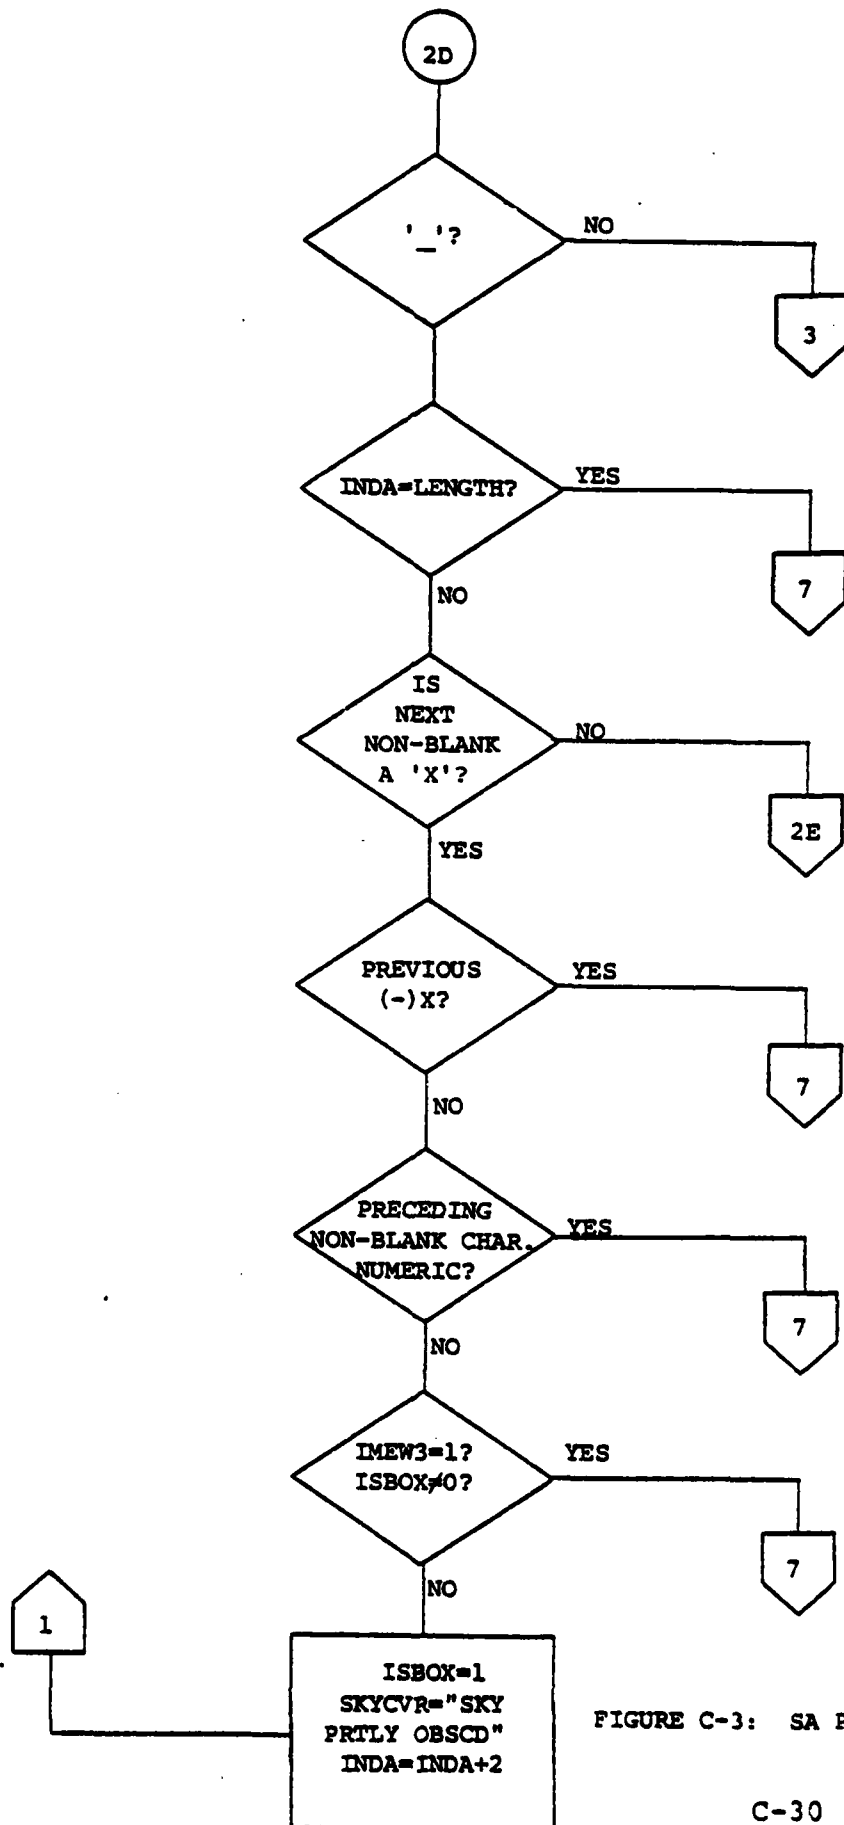 2D
'_'?
NO
3
INDA=LENGTH?
YES
7
NO
IS
NEXT
NON-BLANK
A 'X'?
NO
2E
YES
PREVIOUS
(-)X?
YES
7
NO
PRECEDING
NON-BLANK CHAR.
NUMERIC?
YES
7
NO
IMEW3=1?
ISBOX≠0?
YES
7
NO
1
ISBOX=1
SKYCVR="SKY
PRTLY OBSCD"
INDA=INDA+2
FIGURE C-3: SA P
C-30